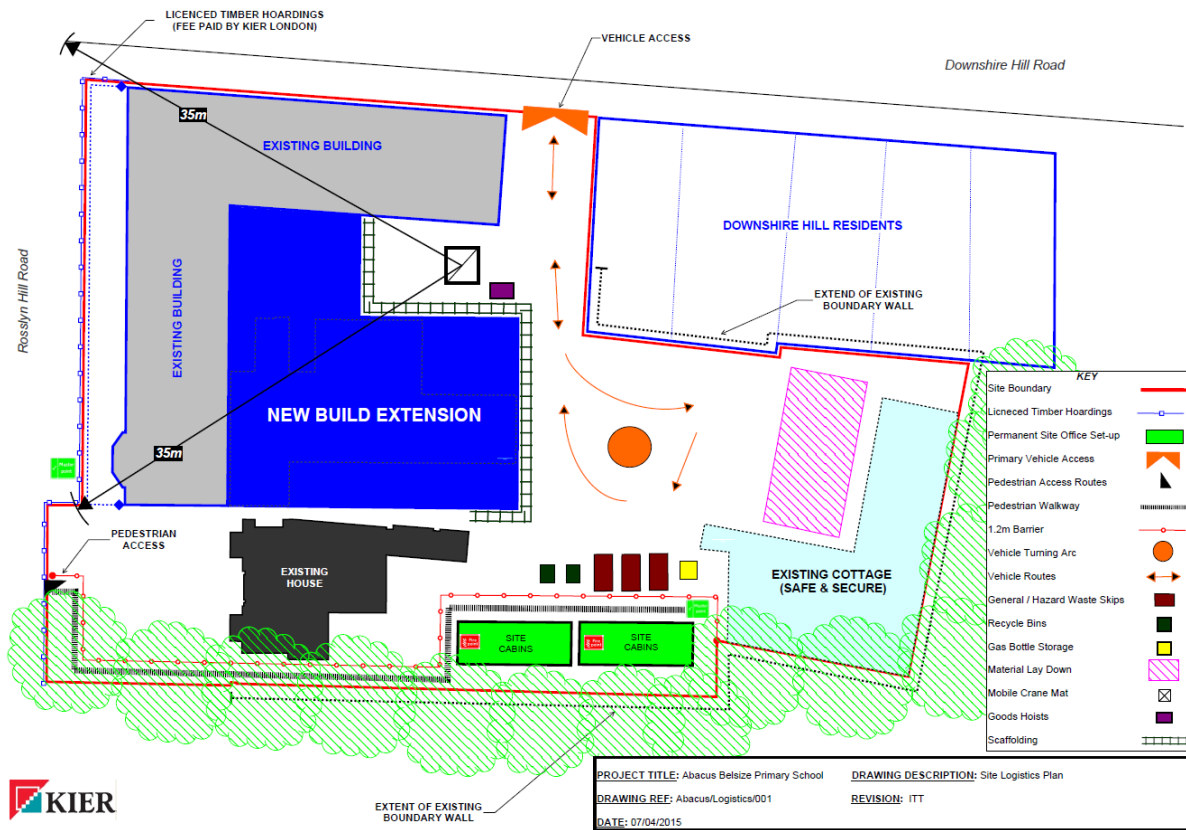 LICENCED TIMBER HOARDINGS
(FEE PAID BY KIER LONDON)
VEHICLE ACCESS
Downshire Hill Road
35m
EXISTING BUILDING
DOWNSHIRE HILL RESIDENTS
Rosslyn Hill Road
EXISTING BUILDING
EXTEND OF EXISTING
BOUNDARY WALL
NEW BUILD EXTENSION
35m
PEDESTRIAN
ACCESS
EXISTING
HOUSE
EXISTING COTTAGE
(SAFE & SECURE)
SITE
CABINS
SITE
CABINS
KEY
Site Boundary
Licneced Timber Hoardings
Permanent Site Office Set-up
Primary Vehicle Access
Pedestrian Access Routes
Pedestrian Walkway
1.2m Barrier
Vehicle Turning Arc
Vehicle Routes
General / Hazard Waste Skips
Recycle Bins
Gas Bottle Storage
Material Lay Down
Mobile Crane Mat
Goods Hoists
Scaffolding
EXTENT OF EXISTING
BOUNDARY WALL
KIER
PROJECT TITLE: Abacus Belsize Primary School
DRAWING DESCRIPTION: Site Logistics Plan
DRAWING REF: Abacus/Logistics/001
REVISION: ITT
DATE: 07/04/2015